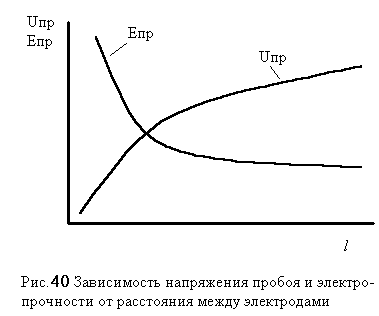 Uпр
Eпр
Eпр
Uпр
l
Рис.40 Зависимость напряжения пробоя и электро-
прочности от расстояния между электродами